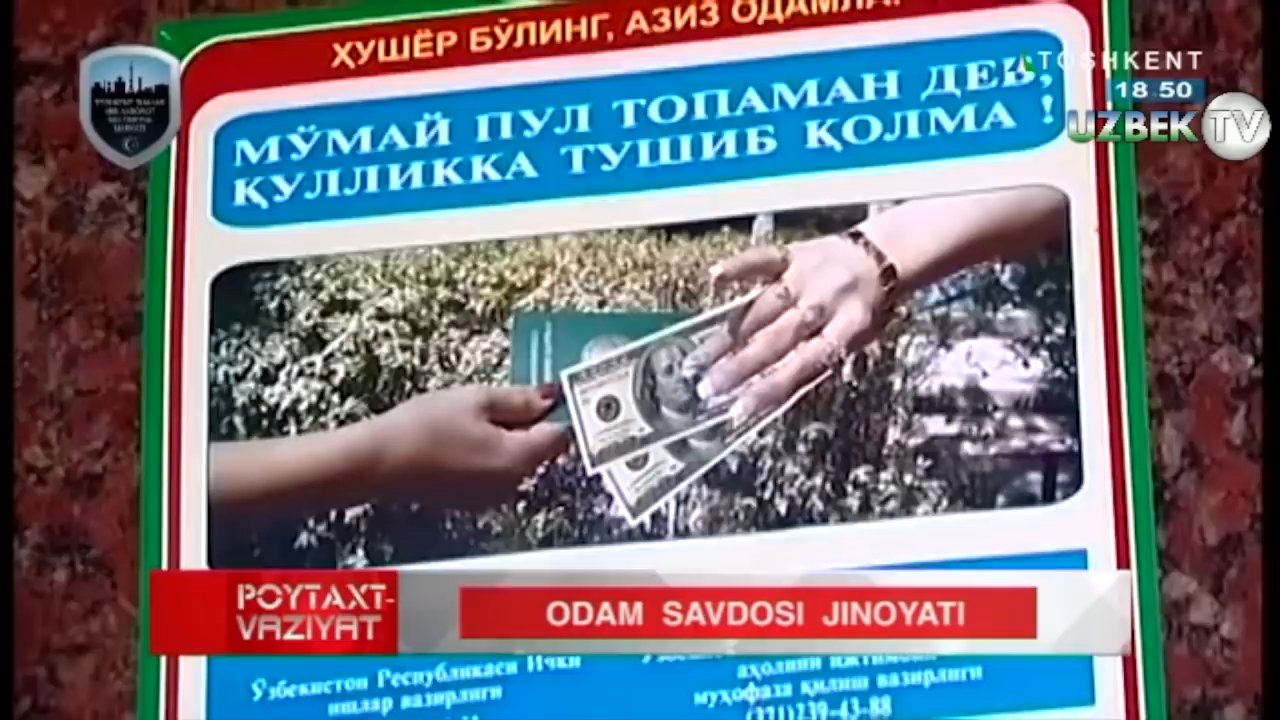 ҲУШЁР БЎЛИНГ, АЗИЗ ОДАМЛА
TOSHKENT
18 50
UZBEK TV
МЎМАЙ ПУЛ ТОПАМАН ДЕБ,
ҚУЛЛИККА ТУШИБ ҚОЛМА !
POYTAXT-
VAZIYAT
ODAM SAVDOSI JINOYATI
Ўзбекистон Республикаси Ички
ишлар вазирлиги
аҳолини ижтимоий
муҳофаза қилиш вазирлиги
(371)239-43-88